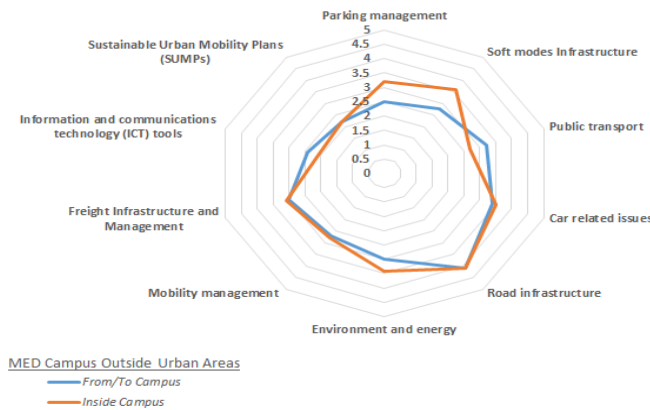 Parking management
5
4.5
4
3.5
3
2.5
2
1.5
1
0.5
0
Soft modes Infrastructure
Public transport
Car related issues
Road infrastructure
Environment and energy
Mobility management
Freight Infrastructure and
Management
Information and communications
technology (ICT) tools
Sustainable Urban Mobility Plans
(SUMPs)
MED Campus Outside Urban Areas
From/To Campus
Inside Campus